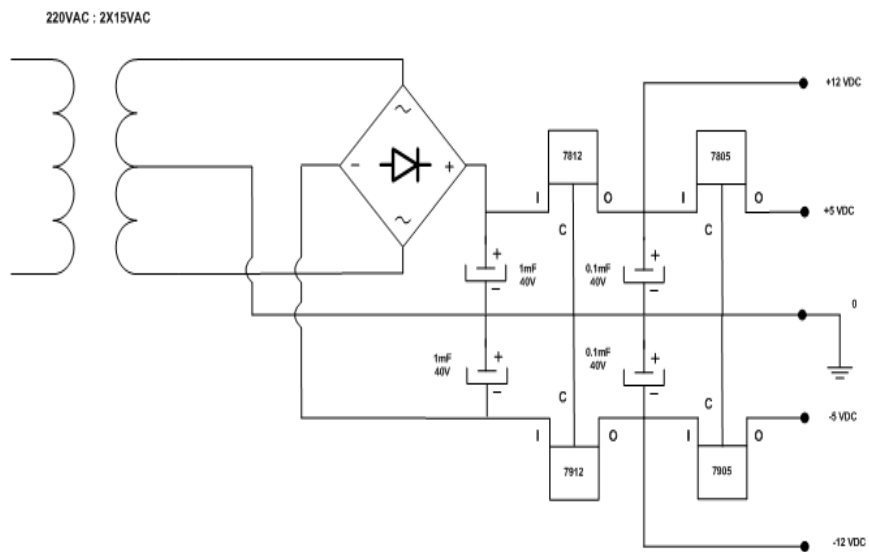 220VAC : 2X15VAC
+12 VDC
7812
7805
~
- +
I O I O
+5 VDC
C C
+ +
1mF 0.1mF
40V 40V
- -
0
+ +
1mF 0.1mF
40V 40V
- -
C C
-5 VDC
I O I O
~
7912
7905
-12 VDC